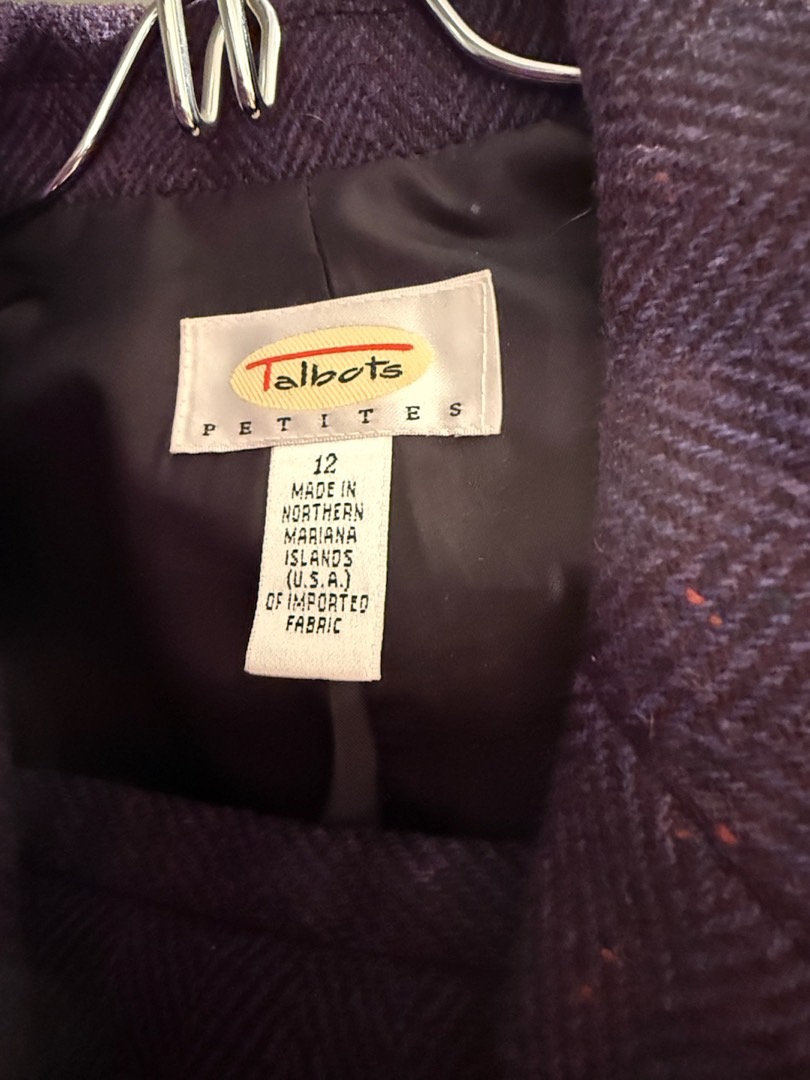 Talbots
PETITES
12
MADE IN
NORTHERN
MARIANA
ISLANDS
(U.S.A.)
OF IMPORTED
FABRIC